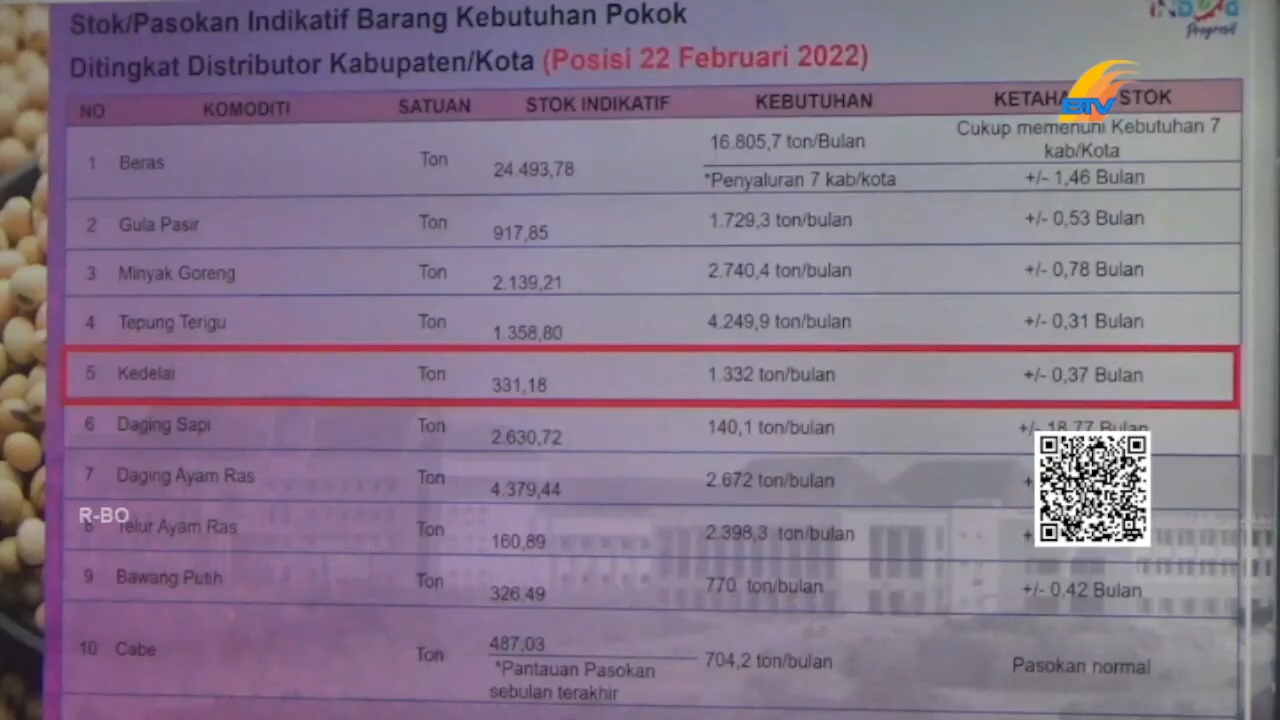 Stok/Pasokan Indikatif Barang Kebutuhan Pokok
Ditingkat Distributor Kabupaten/Kota (Posisi 22 Februari 2022)
NO KOMODITI SATUAN STOK INDIKATIF KEBUTUHAN STOK
BTV
1 Beras Ton 24.493,78 16.805,7 ton/Bulan Cukup memenuhi Kebutuhan 7
kab/Kota
*Penyaluran 7 kab/kota +/- 1,46 Bulan
2 Gula Pasir Ton 917,85 1.729,3 ton/bulan +/- 0,53 Bulan
3 Minyak Goreng Ton 2.139,21 2.740,4 ton/bulan +/- 0,78 Bulan
4 Tepung Terigu Ton 1.358,80 4.249,9 ton/bulan +/- 0,31 Bulan
5 Kedelai Ton 331,18 1.332 ton/bulan +/- 0,37 Bulan
6 Daging Sapi Ton 2.630,72 140,1 ton/bulan +/- 18,77 Bulan
7 Daging Ayam Ras Ton 4.379,44 2.672 ton/bulan +
R-BO
8 Telur Ayam Ras Ton 160,89 2.398,3 ton/bulan +
9 Bawang Putih Ton 326,49 770 ton/bulan +/- 0,42 Bulan
10 Cabe Ton 487,03 704,2 ton/bulan Pasokan normal
*Pantauan Pasokan
sebulan terakhir